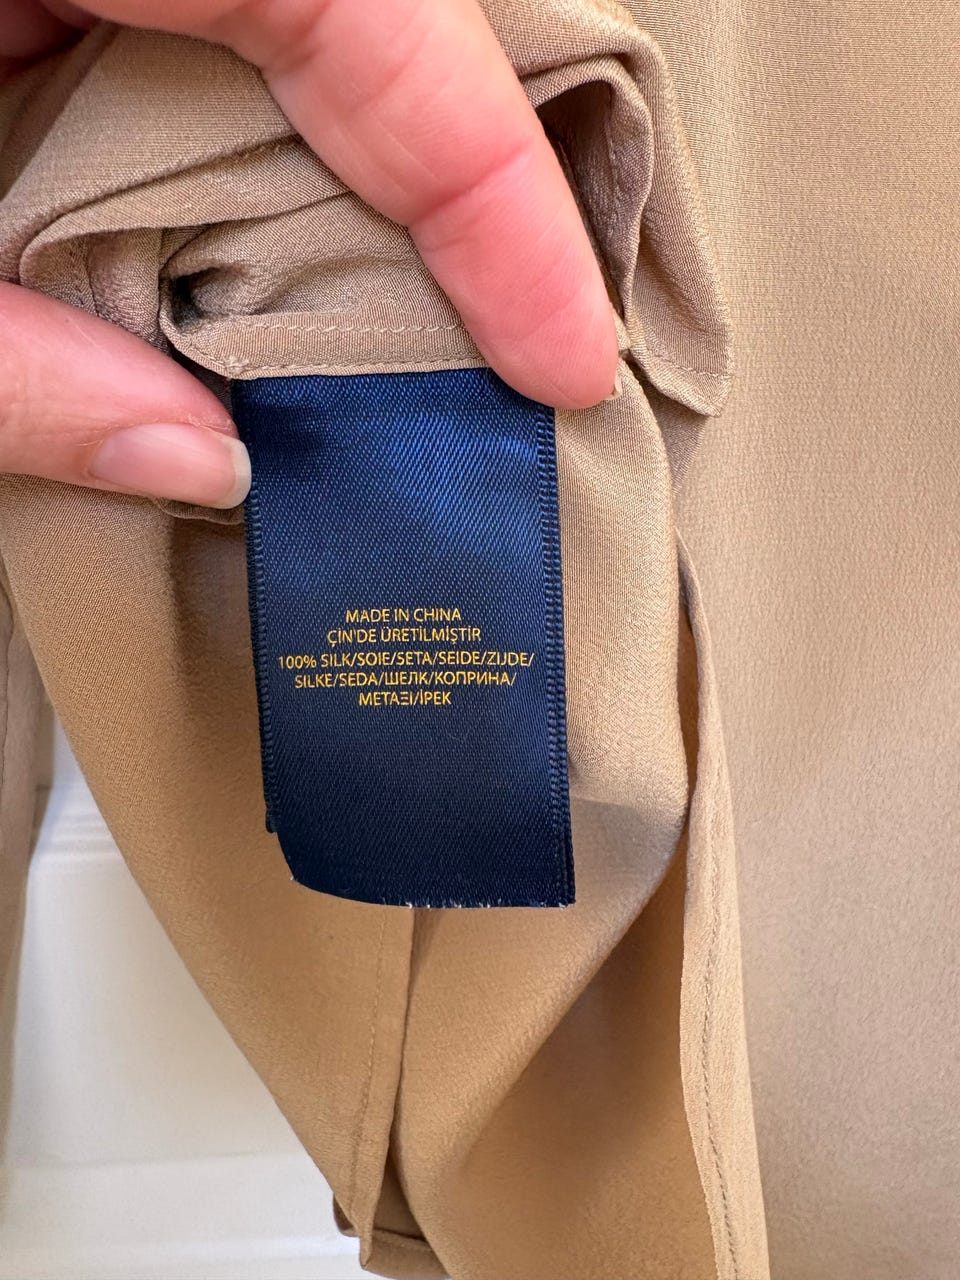 MADE IN CHINA
ÇİN'DE ÜRETİLMİŞTİR
100% SILK/SOIE/SETA/SEIDE/ZIJDE/
SILKE/SEDA/ШЕЛК/КОПРИНА/
ΜΕΤΑΞΙ/İPEK